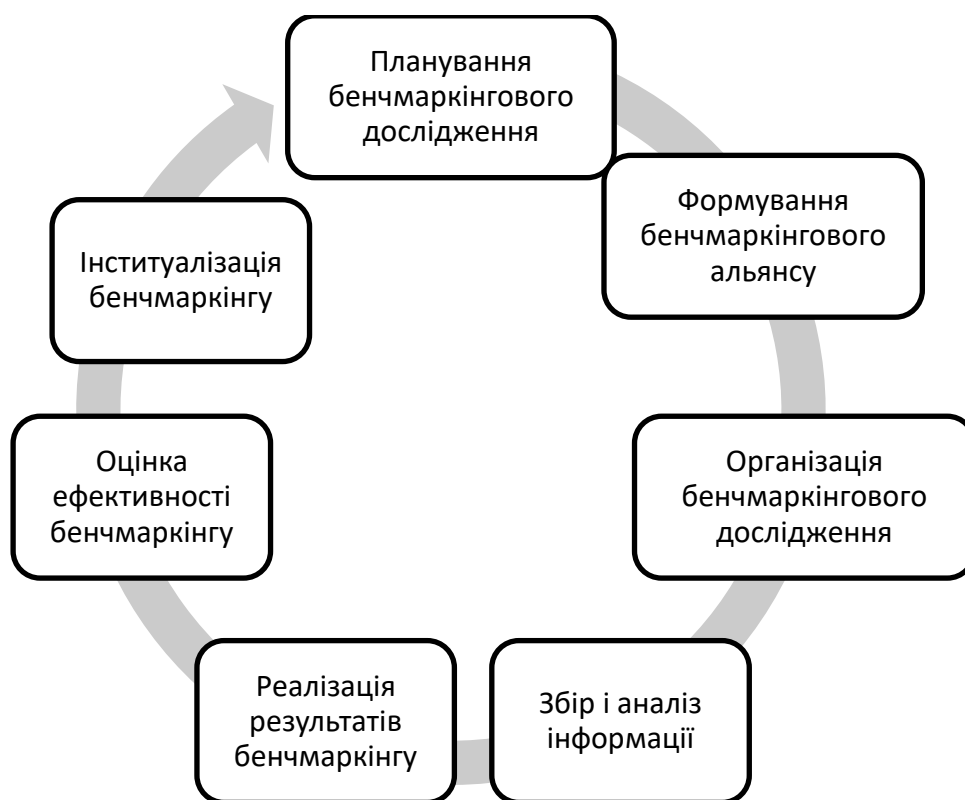 Планування
бенчмаркінгового
дослідження
Формування
бенчмаркінгового
альянсу
Організація
бенчмаркінгового
дослідження
Збір і аналіз
інформації
Реалізація
результатів
бенчмаркінгу
Оцінка
ефективності
бенчмаркінгу
Інституалізація
бенчмаркінгу